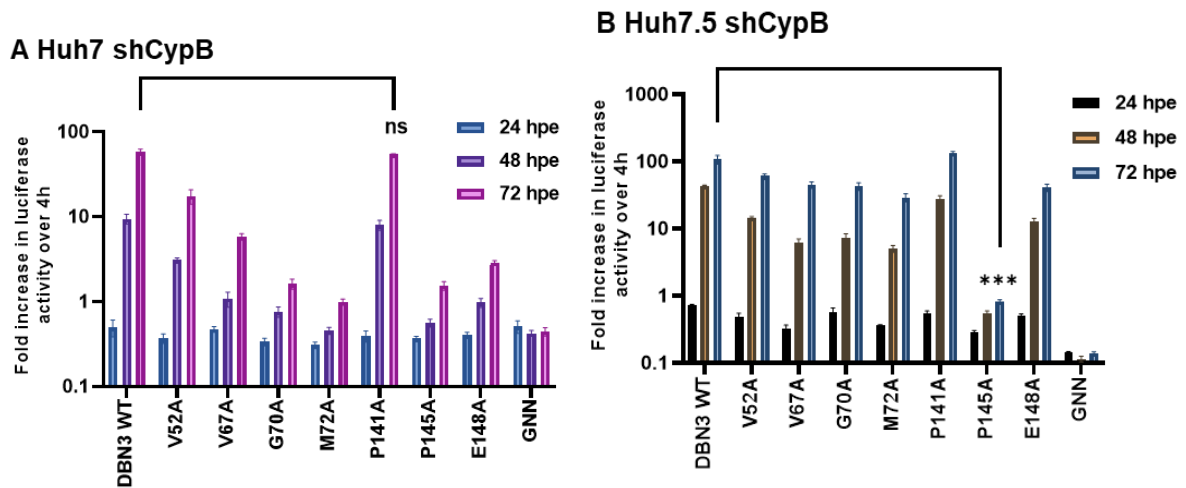 A Huh7 shCypB
Fold increase in luciferase
activity over 4h
100
10
1
0.1
ns
24 hpe
48 hpe
72 hpe
DBN3 WT
V52A
V67A
G70A
M72A
P141A
P145A
E148A
GNN
B Huh7.5 shCypB
Fold increase in luciferase
activity over 4h
1000
100
10
1
0.1
***
24 hpe
48 hpe
72 hpe
DBN3 WT
V52A
V67A
G70A
M72A
P141A
P145A
E148A
GNN